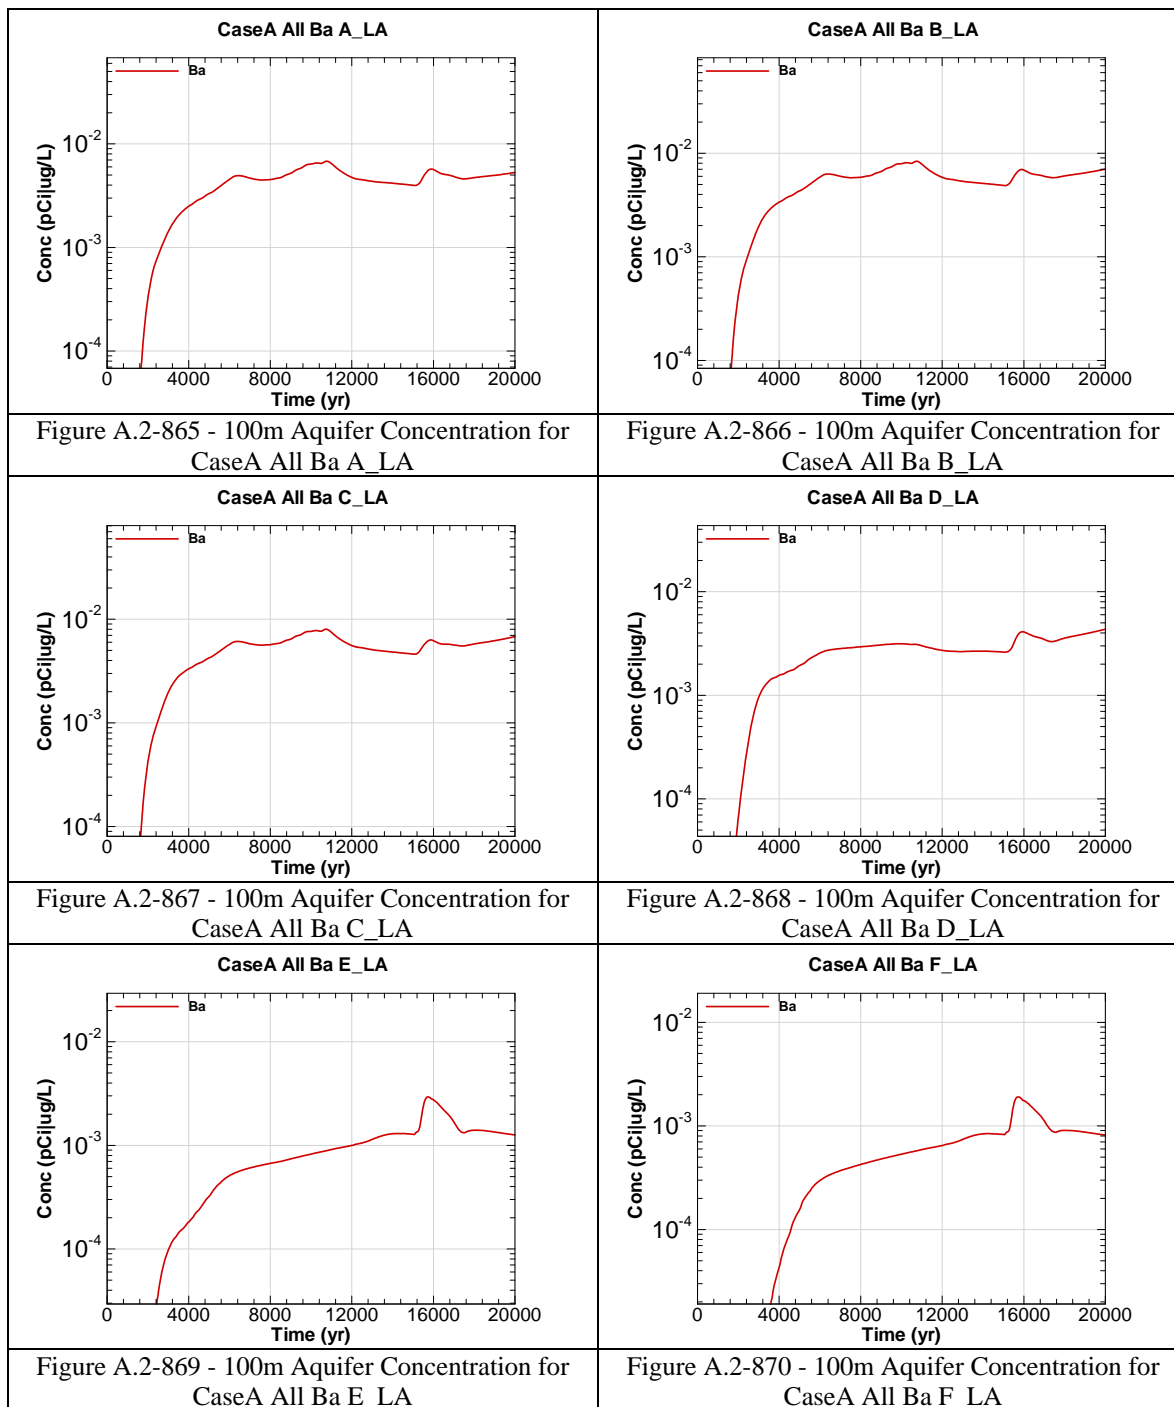 CaseA All Ba A_LA
Ba
10-2
10-3
10-4
Conc (pCi|ug/L)
0 4000 8000 12000 16000 20000
Time (yr)
Figure A.2-865 - 100m Aquifer Concentration for
CaseA All Ba A_LA
CaseA All Ba B_LA
Ba
10-2
10-3
10-4
Conc (pCi|ug/L)
0 4000 8000 12000 16000 20000
Time (yr)
Figure A.2-866 - 100m Aquifer Concentration for
CaseA All Ba B_LA
CaseA All Ba C_LA
Ba
10-2
10-3
10-4
Conc (pCi|ug/L)
0 4000 8000 12000 16000 20000
Time (yr)
Figure A.2-867 - 100m Aquifer Concentration for
CaseA All Ba C_LA
CaseA All Ba D_LA
Ba
10-2
10-3
10-4
Conc (pCi|ug/L)
0 4000 8000 12000 16000 20000
Time (yr)
Figure A.2-868 - 100m Aquifer Concentration for
CaseA All Ba D_LA
CaseA All Ba E_LA
Ba
10-2
10-3
10-4
Conc (pCi|ug/L)
0 4000 8000 12000 16000 20000
Time (yr)
Figure A.2-869 - 100m Aquifer Concentration for
CaseA All Ba E_LA
CaseA All Ba F_LA
Ba
10-2
10-3
10-4
Conc (pCi|ug/L)
0 4000 8000 12000 16000 20000
Time (yr)
Figure A.2-870 - 100m Aquifer Concentration for
CaseA All Ba F_LA